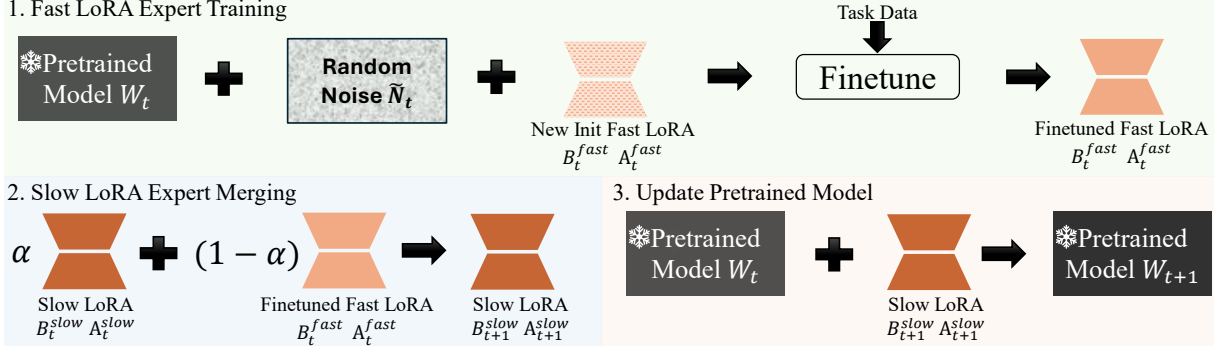 1. Fast LoRA Expert Training
Task Data
❄Pretrained
Model W_t
Random
Noise Ñ_t
Finetune
New Init Fast LoRA
B_t^{fast} A_t^{fast}
Finetuned Fast LoRA
B_t^{fast} A_t^{fast}
2. Slow LoRA Expert Merging
α
(1 − α)
Slow LoRA
B_t^{slow} A_t^{slow}
Finetuned Fast LoRA
B_t^{fast} A_t^{fast}
Slow LoRA
B_{t+1}^{slow} A_{t+1}^{slow}
3. Update Pretrained Model
❄Pretrained
Model W_t
Slow LoRA
B_{t+1}^{slow} A_{t+1}^{slow}
❄Pretrained
Model W_{t+1}